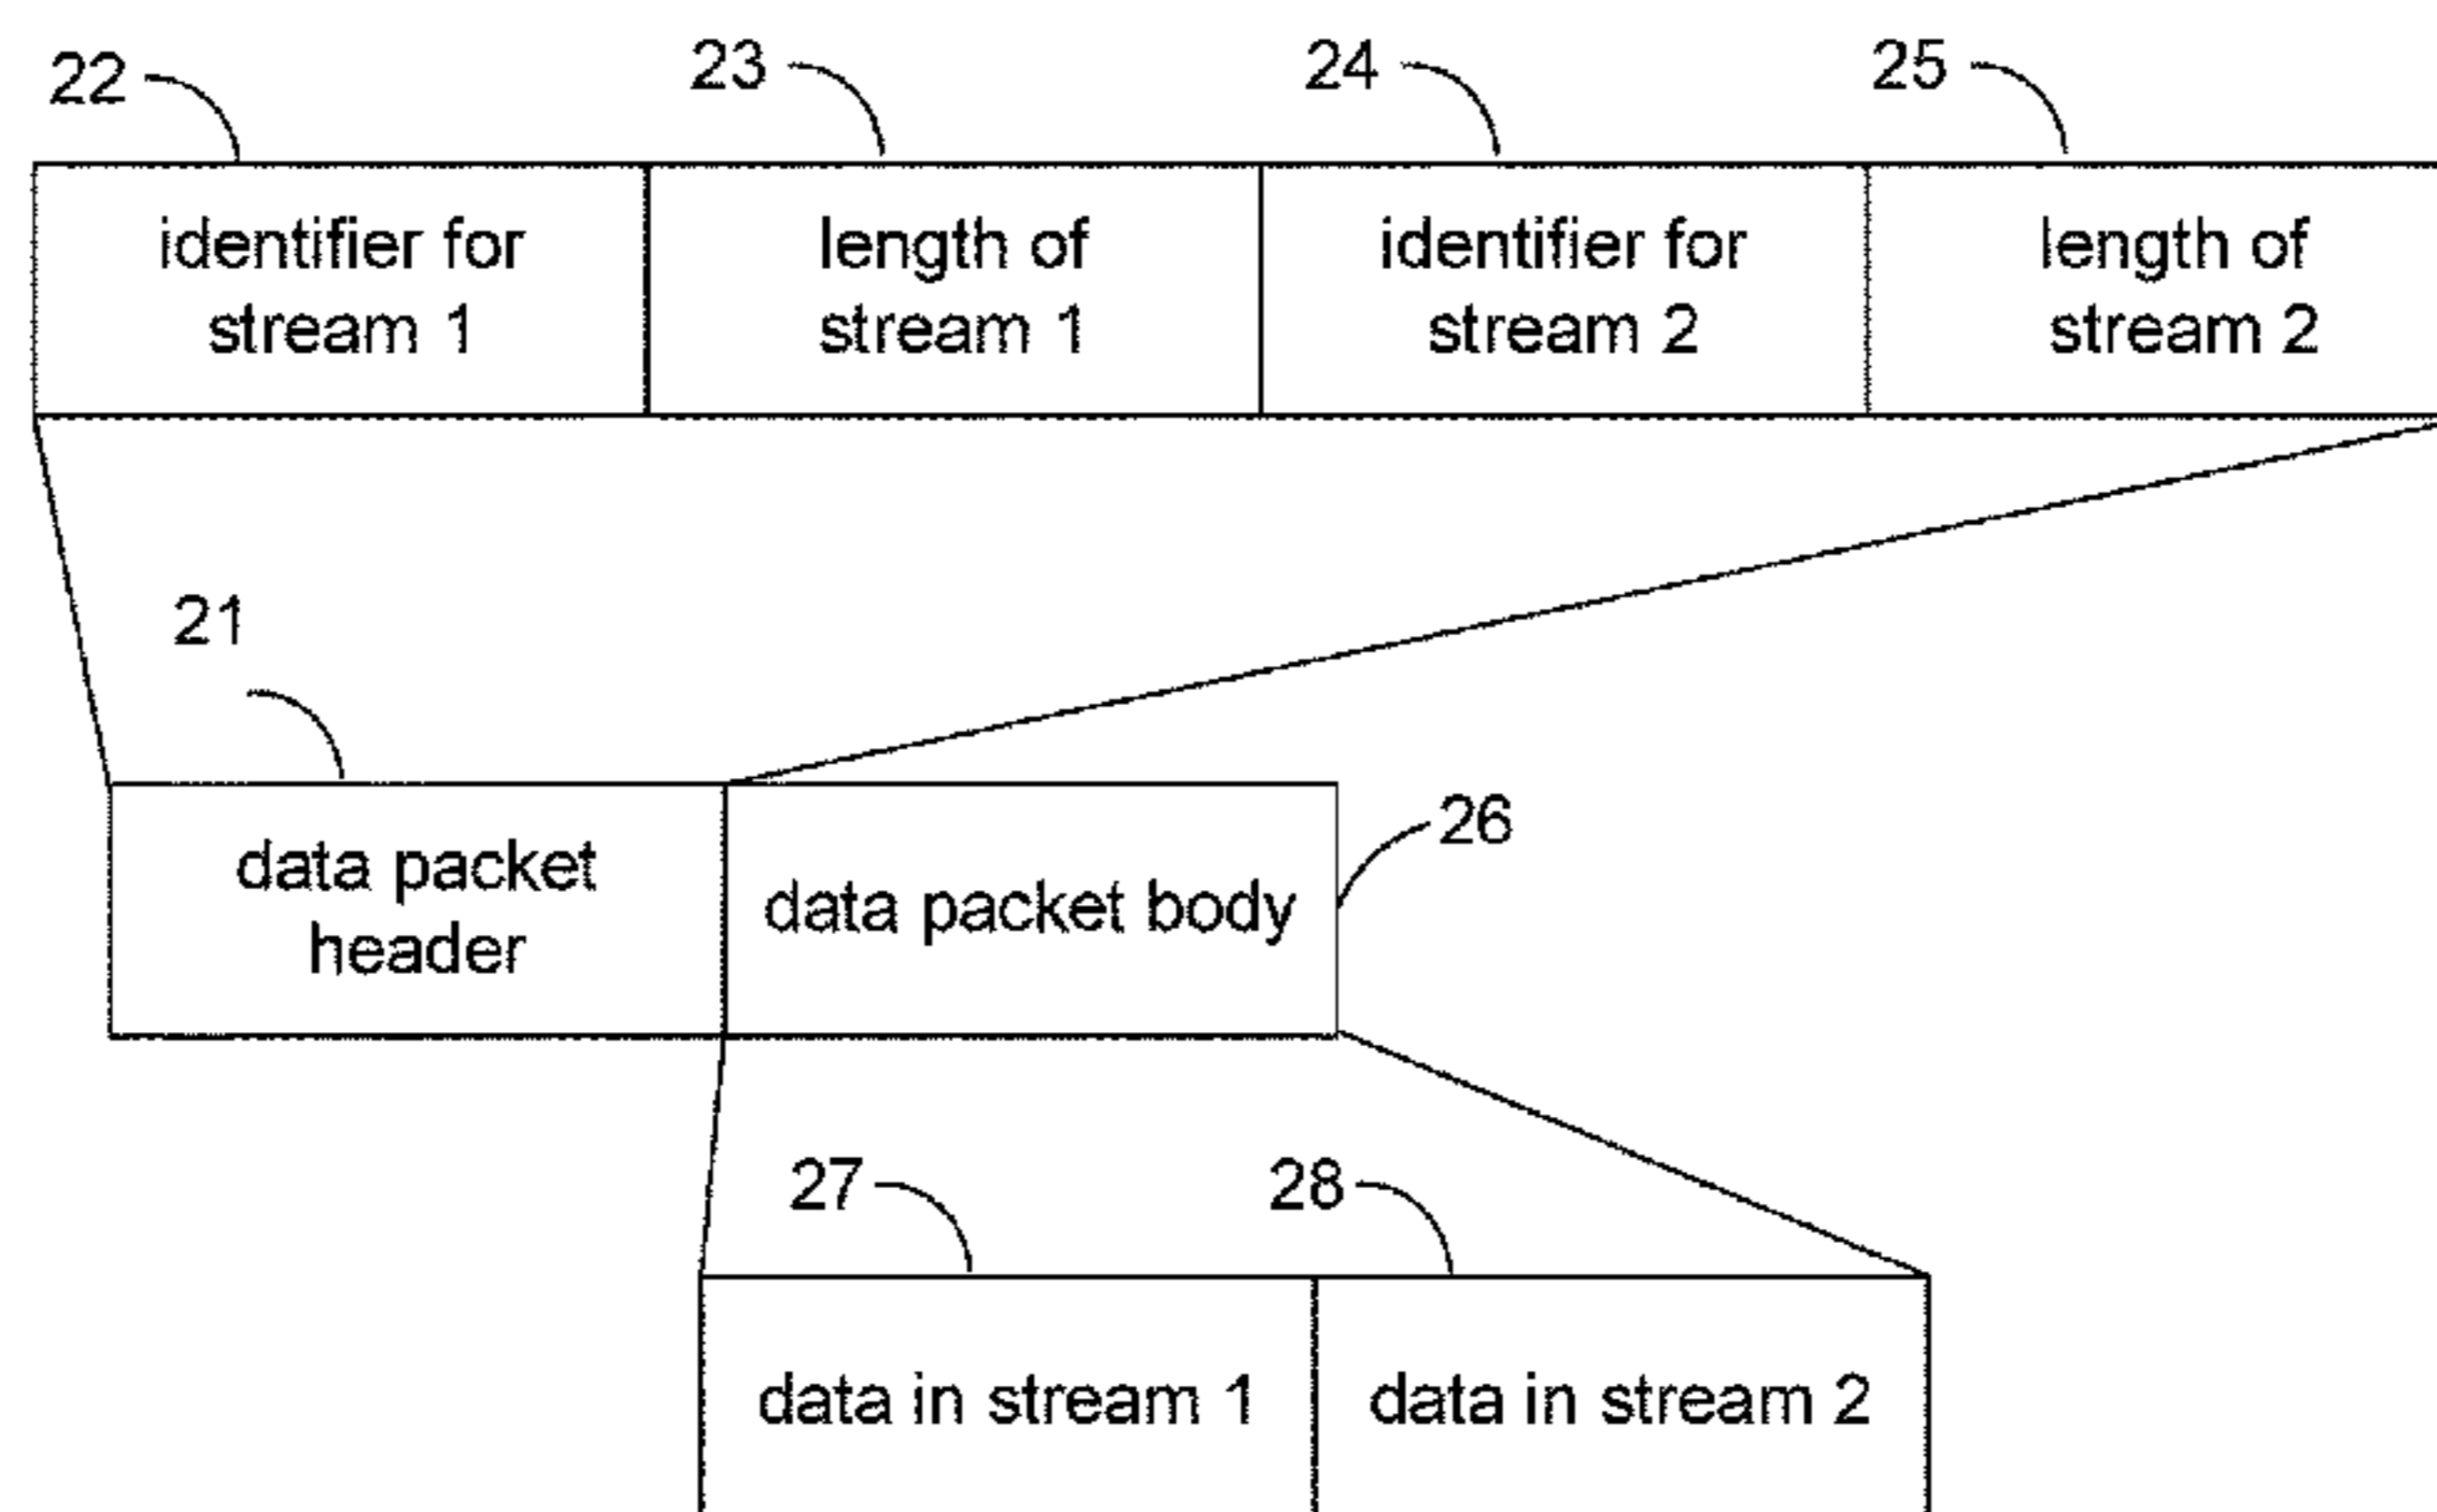 22 23 24 25
identifier for length of identifier for length of
stream 1 stream 1 stream 2 stream 2
21
data packet
header
data packet body
26
27 28
data in stream 1 data in stream 2